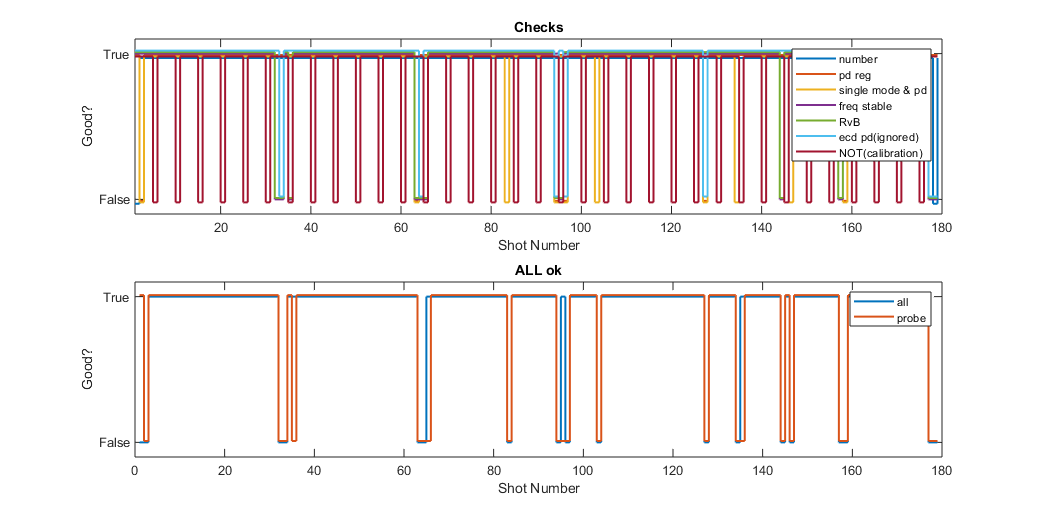 Checks
True
False
Good?
20
40
60
80
100
120
140
160
180
Shot Number
number
pd reg
single mode & pd
freq stable
RvB
ecd pd(ignored)
NOT(calibration)
ALL ok
True
False
Good?
0
20
40
60
80
100
120
140
160
180
Shot Number
all
probe